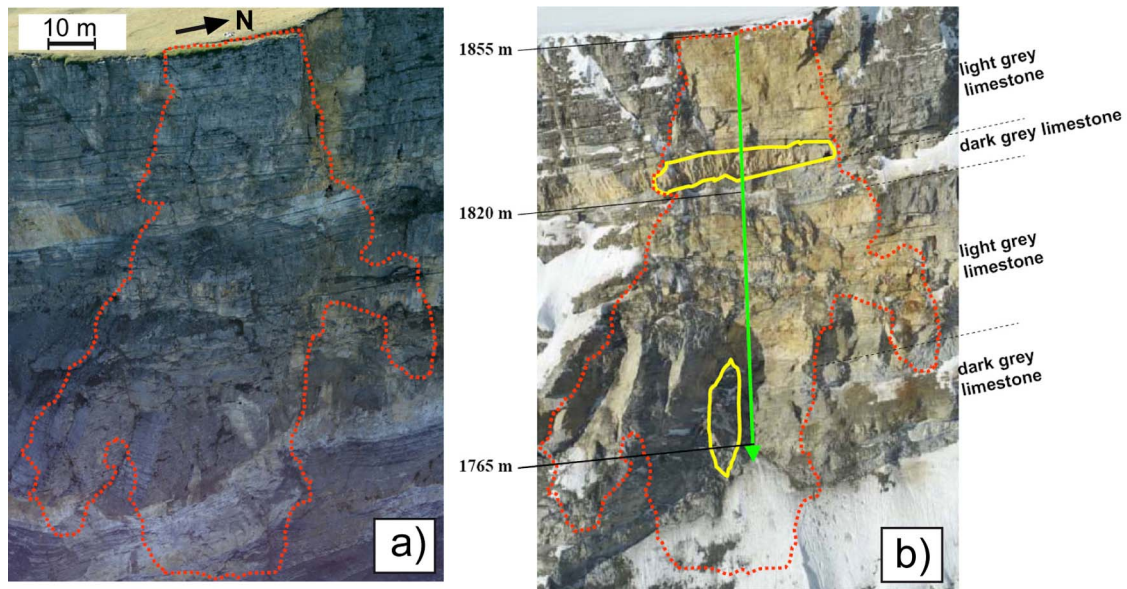 10 m
N
a)
1855 m
1820 m
1765 m
light grey
limestone
dark grey limestone
light grey
limestone
dark grey
limestone
b)